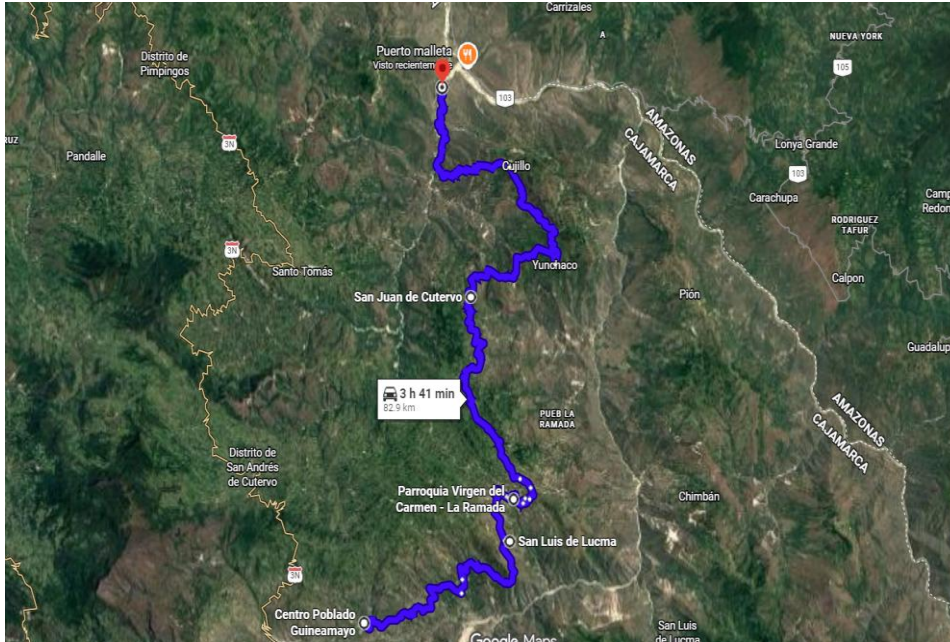 Carrizales
A
NUEVA YORK
Puerto malleta
Visto recientemente
Distrito de
Pimpingos
105
103
AMAZONAS
CAJAMARCA
3N
Pandalle
Lonya Grande
103
Cujillo
Carachupa
RODRIGUEZ
TAFUR
3N
Santo Tomás
Yunchaco
Calpon
San Juan de Cutervo
Pión
3 h 41 min
82.9 km
PUEB LA
RAMADA
AMAZONAS
CAJAMARCA
Distrito de
San Andrés
de Cutervo
Parroquia Virgen del
Carmen - La Ramada
Chimbán
San Luis de Lucma
3N
Centro Poblado
Guineamayo
San Luis
de Lucma
Google Maps